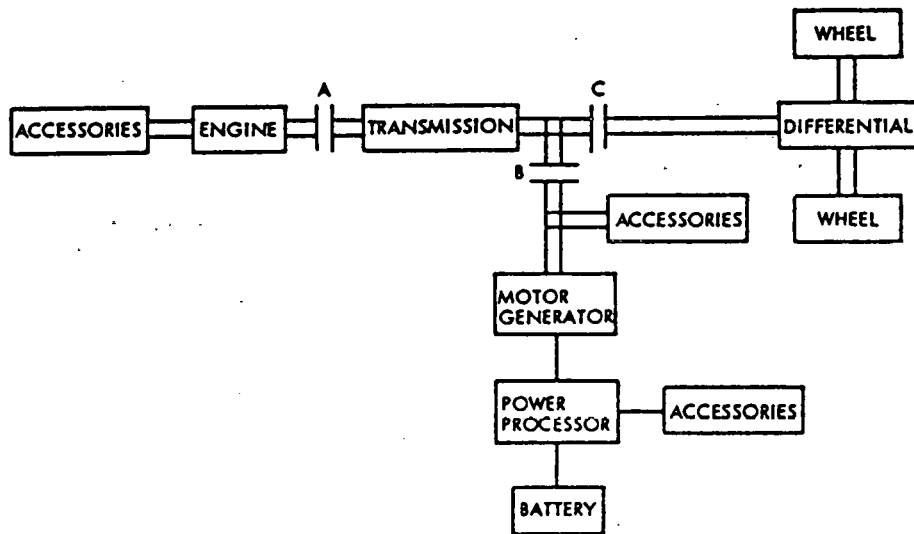 WHEEL
A
C
ACCESSORIES
ENGINE
TRANSMISSION
DIFFERENTIAL
B
ACCESSORIES
WHEEL
MOTOR
GENERATOR
POWER
PROCESSOR
ACCESSORIES
BATTERY